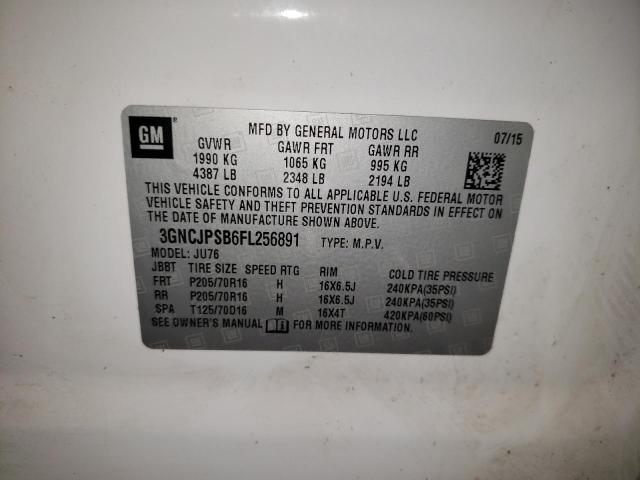 GM ®
MFD BY GENERAL MOTORS LLC 07/15
GVWR GAWR FRT GAWR RR
1990 KG 1065 KG 995 KG
4387 LB 2348 LB 2194 LB
THIS VEHICLE CONFORMS TO ALL APPLICABLE U.S. FEDERAL MOTOR
VEHICLE SAFETY AND THEFT PREVENTION STANDARDS IN EFFECT ON
THE DATE OF MANUFACTURE SHOWN ABOVE.
3GNCJPSB6FL256891 TYPE: M.P.V.
MODEL: JU76
JBBT TIRE SIZE SPEED RTG RIM COLD TIRE PRESSURE
FRT P205/70R16 H 16X6.5J 240KPA(35PSI)
RR P205/70R16 H 16X6.5J 240KPA(35PSI)
SPA T125/70D16 M 16X4T 420KPA(60PSI)
SEE OWNER'S MANUAL FOR MORE INFORMATION.